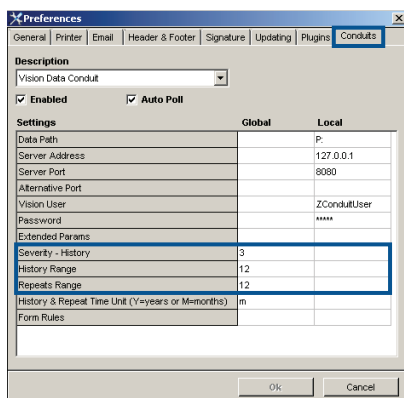 Preferences
General Printer Email Header & Footer Signature Updating Plugins Conduits
Description
Vision Data Conduit
Enabled Auto Poll
Settings Global Local
Data Path P:
Server Address 127.0.0.1
Server Port 8080
Alternative Port
Vision User ZConduitUser
Password *****
Extended Params
Severity - History 3
History Range 12
Repeats Range 12
History & Repeat Time Unit (Y=years or M=months) m
Form Rules
Ok Cancel